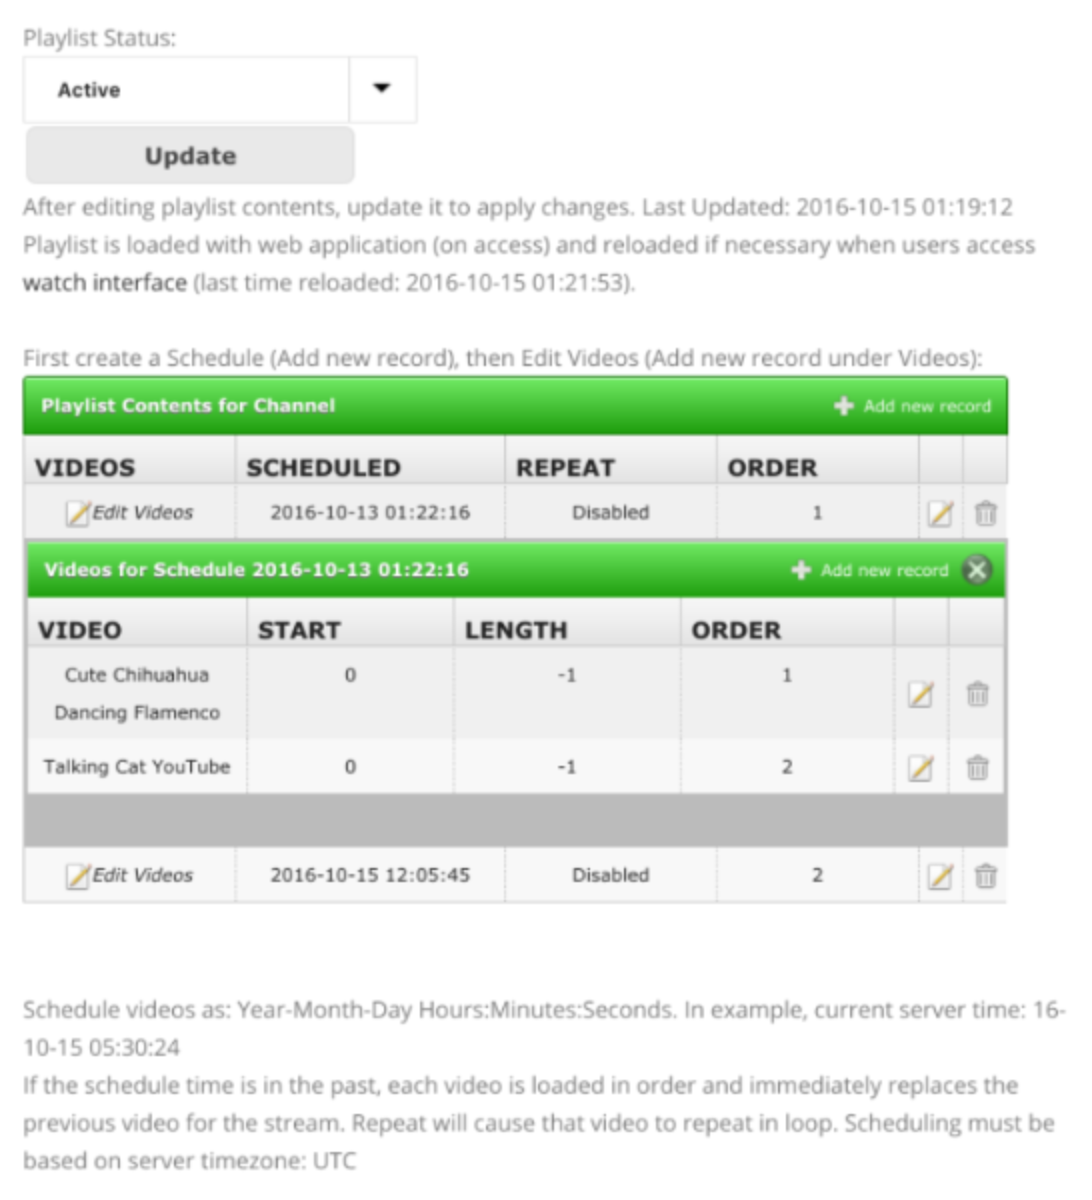 Playlist Status:
Active
Update
After editing playlist contents, update it to apply changes. Last Updated: 2016-10-15 01:19:12
Playlist is loaded with web application (on access) and reloaded if necessary when users access
watch interface (last time reloaded: 2016-10-15 01:21:53).
First create a Schedule (Add new record), then Edit Videos (Add new record under Videos):
Playlist Contents for Channel Add new record
VIDEOS SCHEDULED REPEAT ORDER
Edit Videos 2016-10-13 01:22:16 Disabled 1
Videos for Schedule 2016-10-13 01:22:16 Add new record
VIDEO START LENGTH ORDER
Cute Chihuahua 0 -1 1
Dancing Flamenco
Talking Cat YouTube 0 -1 2
Edit Videos 2016-10-15 12:05:45 Disabled 2
Schedule videos as: Year-Month-Day Hours:Minutes:Seconds. In example, current server time: 16-
10-15 05:30:24
If the schedule time is in the past, each video is loaded in order and immediately replaces the
previous video for the stream. Repeat will cause that video to repeat in loop. Scheduling must be
based on server timezone: UTC